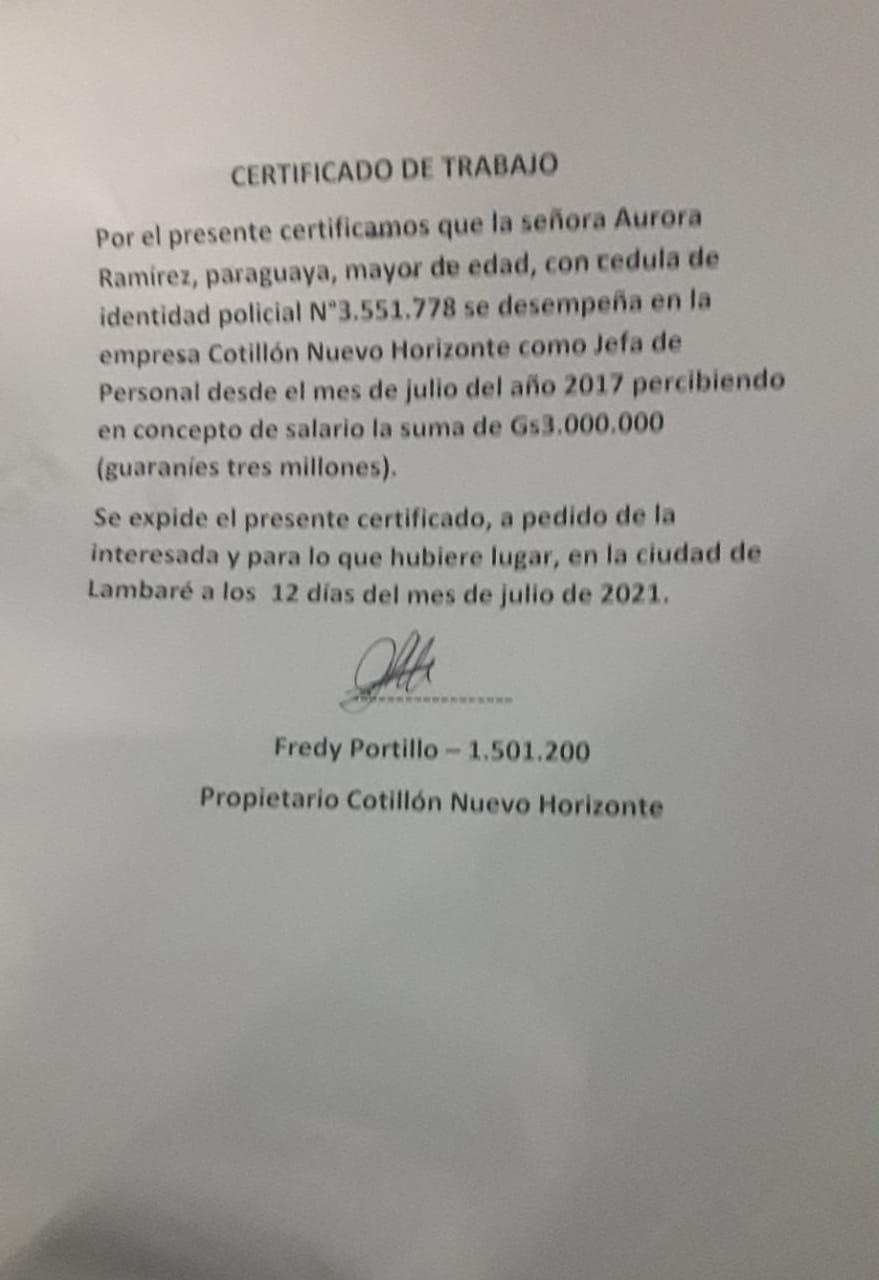 CERTIFICADO DE TRABAJO
Por el presente certificamos que la señora Aurora
Ramírez, paraguaya, mayor de edad, con cedula de
identidad policial N°3.551.778 se desempeña en la
empresa Cotillón Nuevo Horizonte como Jefa de
Personal desde el mes de julio del año 2017 percibiendo
en concepto de salario la suma de Gs3.000.000
(guaraníes tres millones).
Se expide el presente certificado, a pedido de la
interesada y para lo que hubiere lugar, en la ciudad de
Lambaré a los 12 días del mes de julio de 2021.
Fredy Portillo – 1.501.200
Propietario Cotillón Nuevo Horizonte